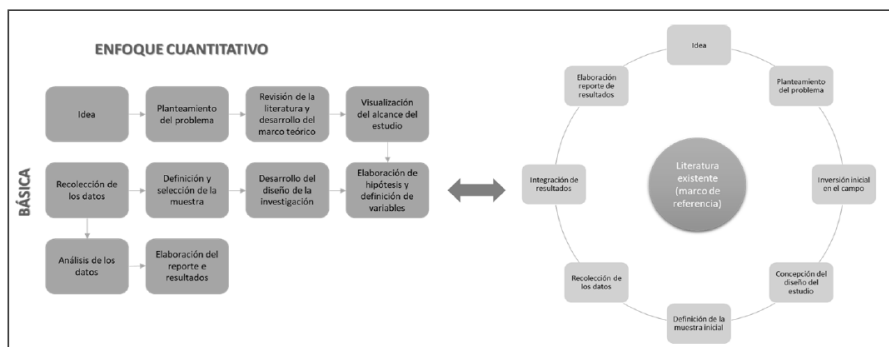 ENFOQUE CUANTITATIVO
BÁSICA
Idea
Planteamiento
del problema
Revisión de la
literatura y
desarrollo del
marco teórico
Visualización
del alcance del
estudio
Recolección de
los datos
Definición y
selección de la
muestra
Desarrollo del
diseño de la
investigación
Elaboración de
hipótesis y
definición de
variables
Análisis de los
datos
Elaboración del
reporte e
resultados
Idea
Planteamiento
del problema
Inversión inicial
en el campo
Concepción del
diseño del
estudio
Definición de la
muestra inicial
Recolección de
los datos
Integración de
resultados
Elaboración
reporte de
resultados
Literatura
existente
(marco de
referencia)